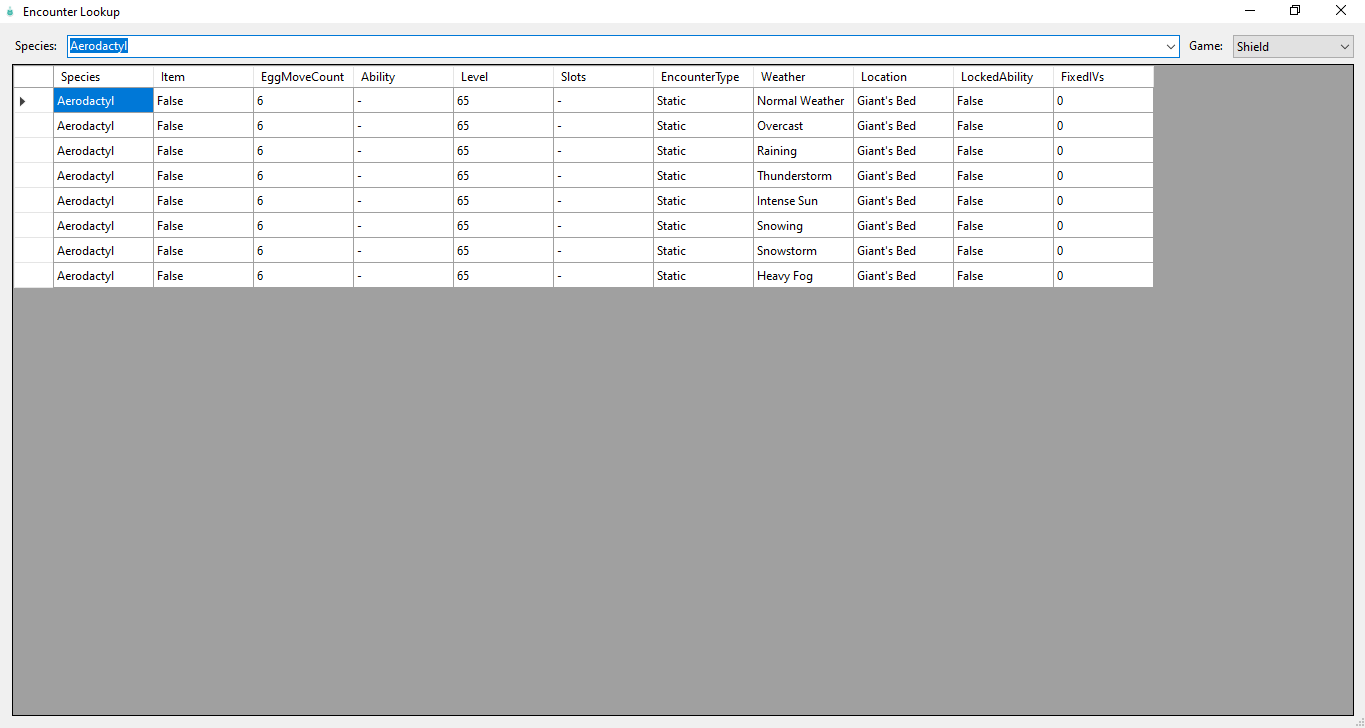 Encounter Lookup
Species: Aerodactyl Game: Shield
Species Item EggMoveCount Ability Level Slots EncounterType Weather Location LockedAbility FixedIVs
Aerodactyl False 6 - 65 - Static Normal Weather Giant's Bed False 0
Aerodactyl False 6 - 65 - Static Overcast Giant's Bed False 0
Aerodactyl False 6 - 65 - Static Raining Giant's Bed False 0
Aerodactyl False 6 - 65 - Static Thunderstorm Giant's Bed False 0
Aerodactyl False 6 - 65 - Static Intense Sun Giant's Bed False 0
Aerodactyl False 6 - 65 - Static Snowing Giant's Bed False 0
Aerodactyl False 6 - 65 - Static Snowstorm Giant's Bed False 0
Aerodactyl False 6 - 65 - Static Heavy Fog Giant's Bed False 0